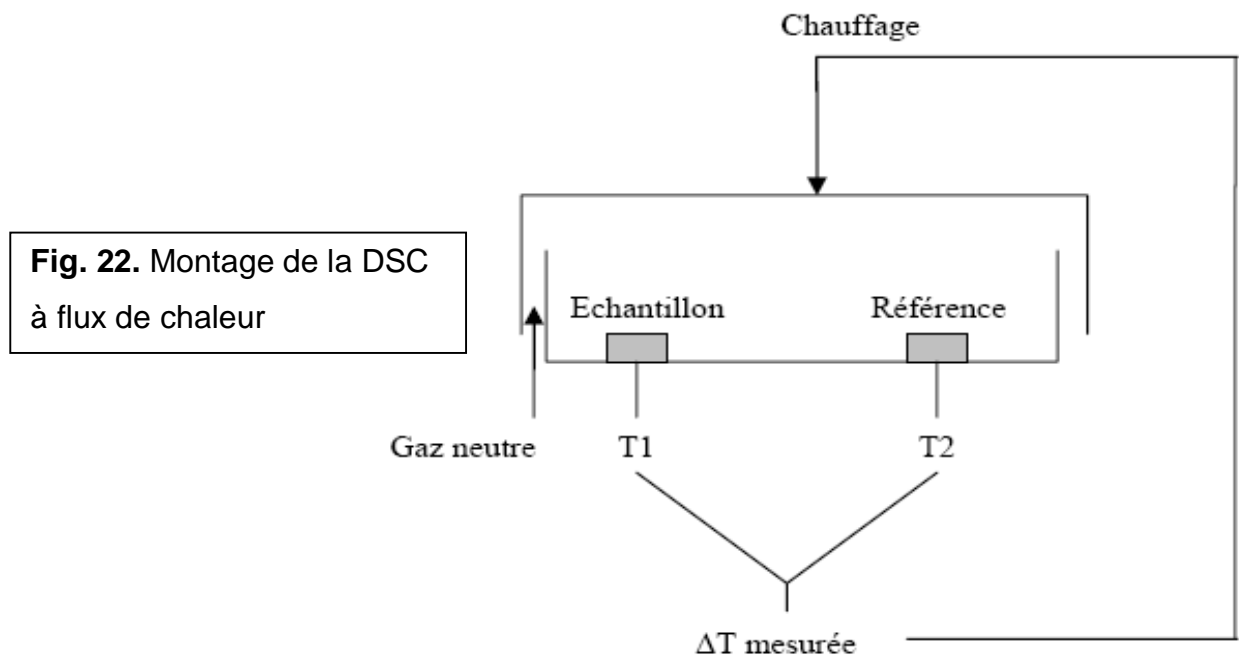 Chauffage
Fig. 22. Montage de la DSC
à flux de chaleur
Echantillon
Référence
Gaz neutre
T1
T2
ΔT mesurée